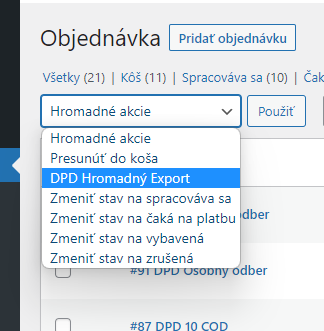 Objednávka
Pridať objednávku
Všetky (21) | Kôš (11) | Spracováva sa (10) |
Hromadné akcie
Použiť
Hromadné akcie
Presunúť do koša
DPD Hromadný Export
Zmeniť stav na spracováva sa
Zmeniť stav na čaká na platbu
Zmeniť stav na vybavená
Zmeniť stav na zrušená
#91 DPD Osobný odber
#87 DPD 10 COD